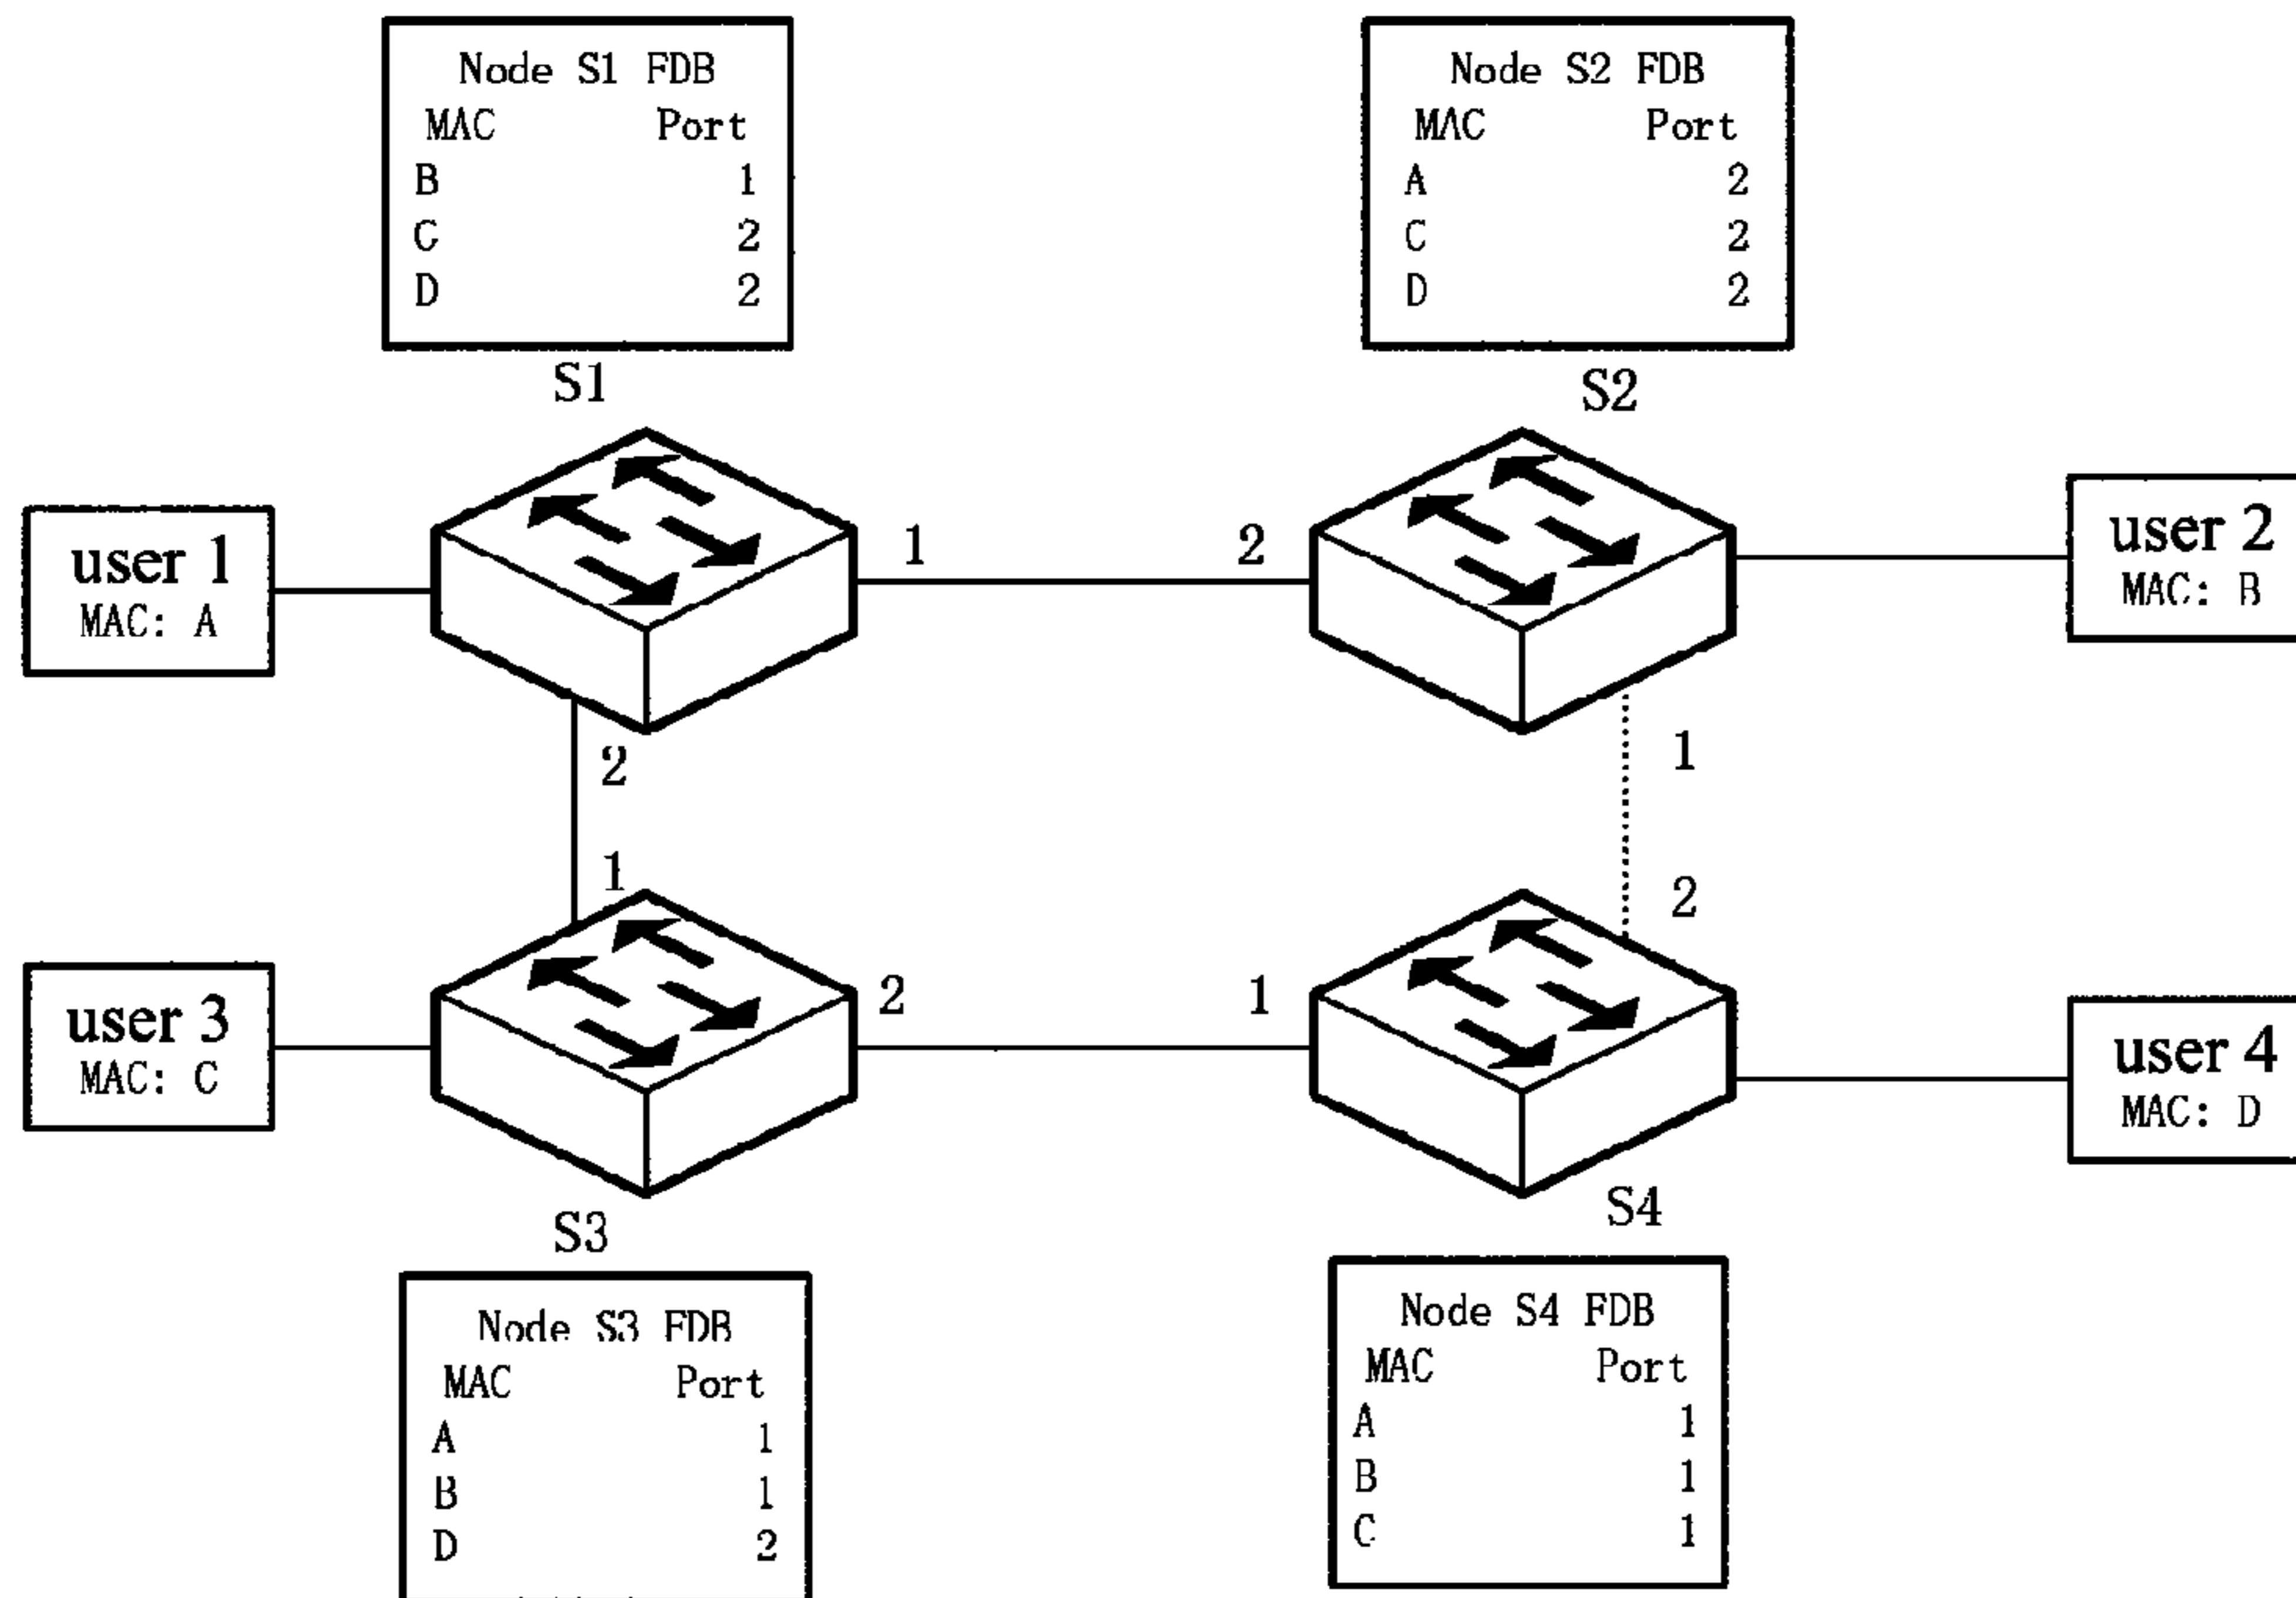 Node S1 FDB
MAC Port
B 1
C 2
D 2
Node S2 FDB
MAC Port
A 2
C 2
D 2
S1
S2
user 1
MAC: A
1
2
user 2
MAC: B
2
1
1
2
user 3
MAC: C
2
1
user 4
MAC: D
S3
S4
Node S3 FDB
MAC Port
A 1
B 1
D 2
Node S4 FDB
MAC Port
A 1
B 1
C 1